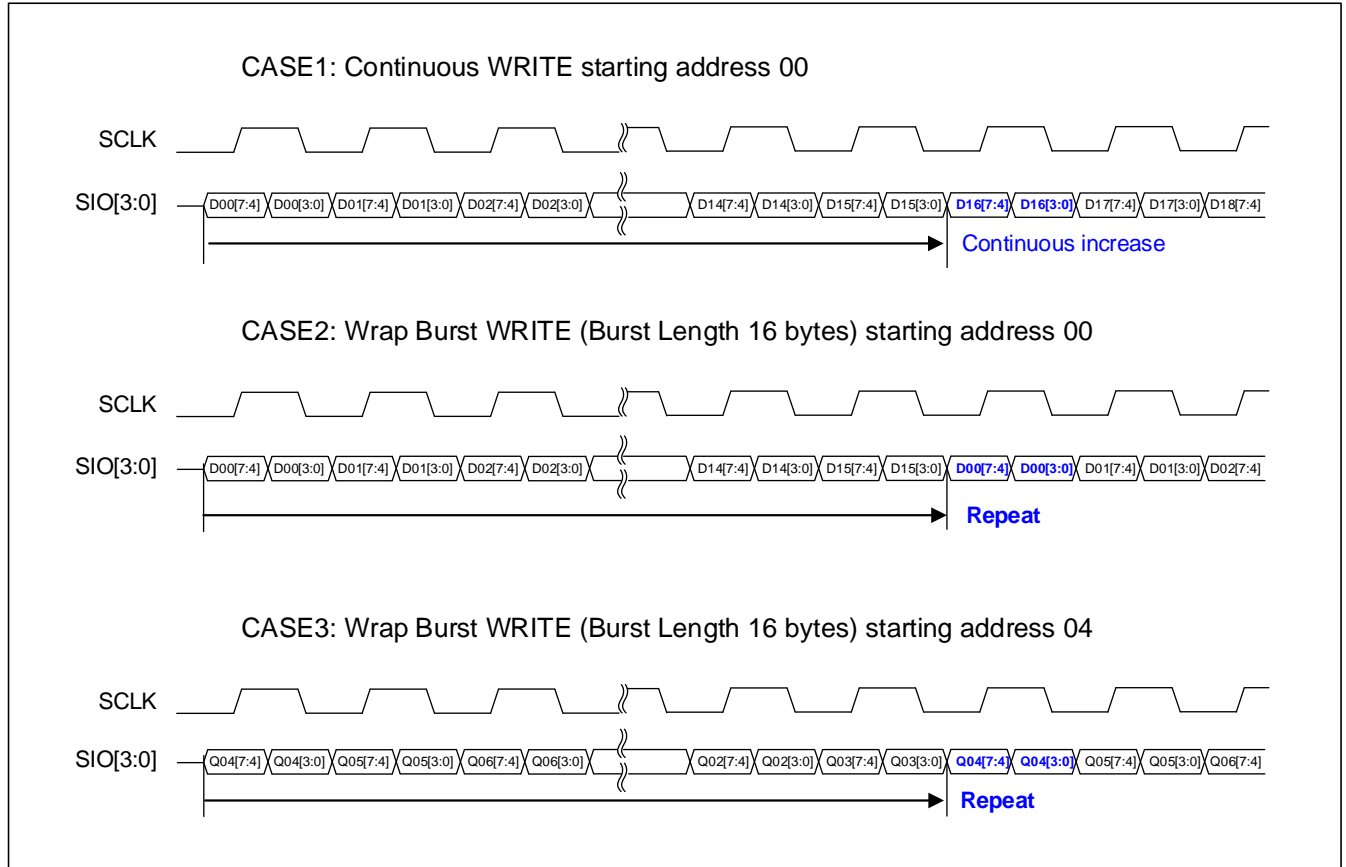 CASE1: Continuous WRITE starting address 00
SCLK
SIO[3:0] D00[7:4] D00[3:0] D01[7:4] D01[3:0] D02[7:4] D02[3:0] D14[7:4] D14[3:0] D15[7:4] D15[3:0] D16[7:4] D16[3:0] D17[7:4] D17[3:0] D18[7:4]
Continuous increase
CASE2: Wrap Burst WRITE (Burst Length 16 bytes) starting address 00
SCLK
SIO[3:0] D00[7:4] D00[3:0] D01[7:4] D01[3:0] D02[7:4] D02[3:0] D14[7:4] D14[3:0] D15[7:4] D15[3:0] D00[7:4] D00[3:0] D01[7:4] D01[3:0] D02[7:4]
Repeat
CASE3: Wrap Burst WRITE (Burst Length 16 bytes) starting address 04
SCLK
SIO[3:0] Q04[7:4] Q04[3:0] Q05[7:4] Q05[3:0] Q06[7:4] Q06[3:0] Q02[7:4] Q02[3:0] Q03[7:4] Q03[3:0] Q04[7:4] Q04[3:0] Q05[7:4] Q05[3:0] Q06[7:4]
Repeat